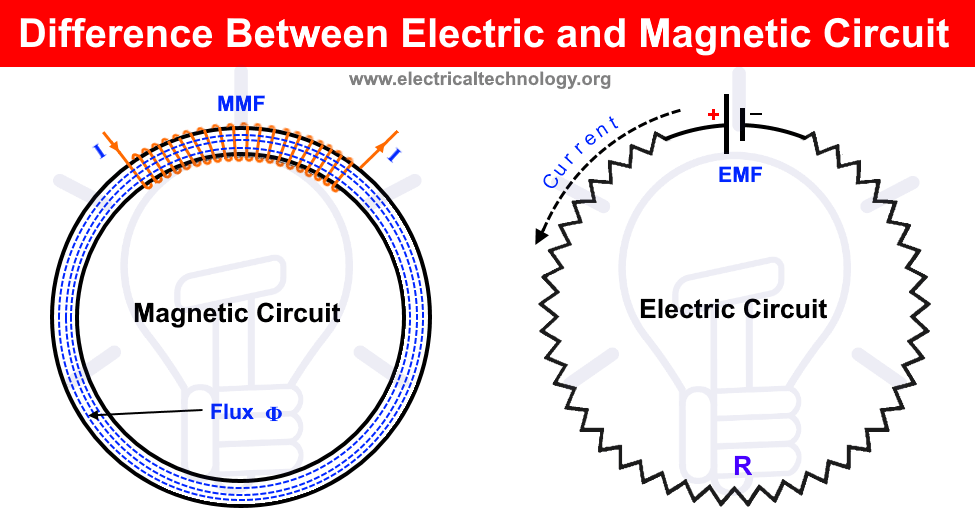 Difference Between Electric and Magnetic Circuit
www.electricaltechnology.org
MMF
I
I
Magnetic Circuit
Flux Φ
Current
+
−
EMF
Electric Circuit
R